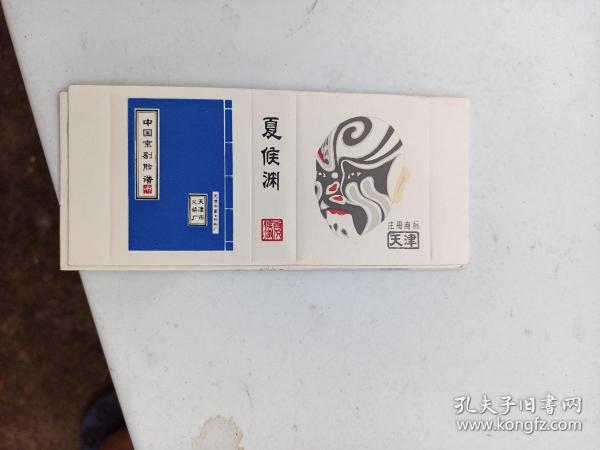 中国京剧脸谱
天津市
火柴厂
夏侯渊
注册商标
天津
孔夫子旧书网
www.kongfz.com